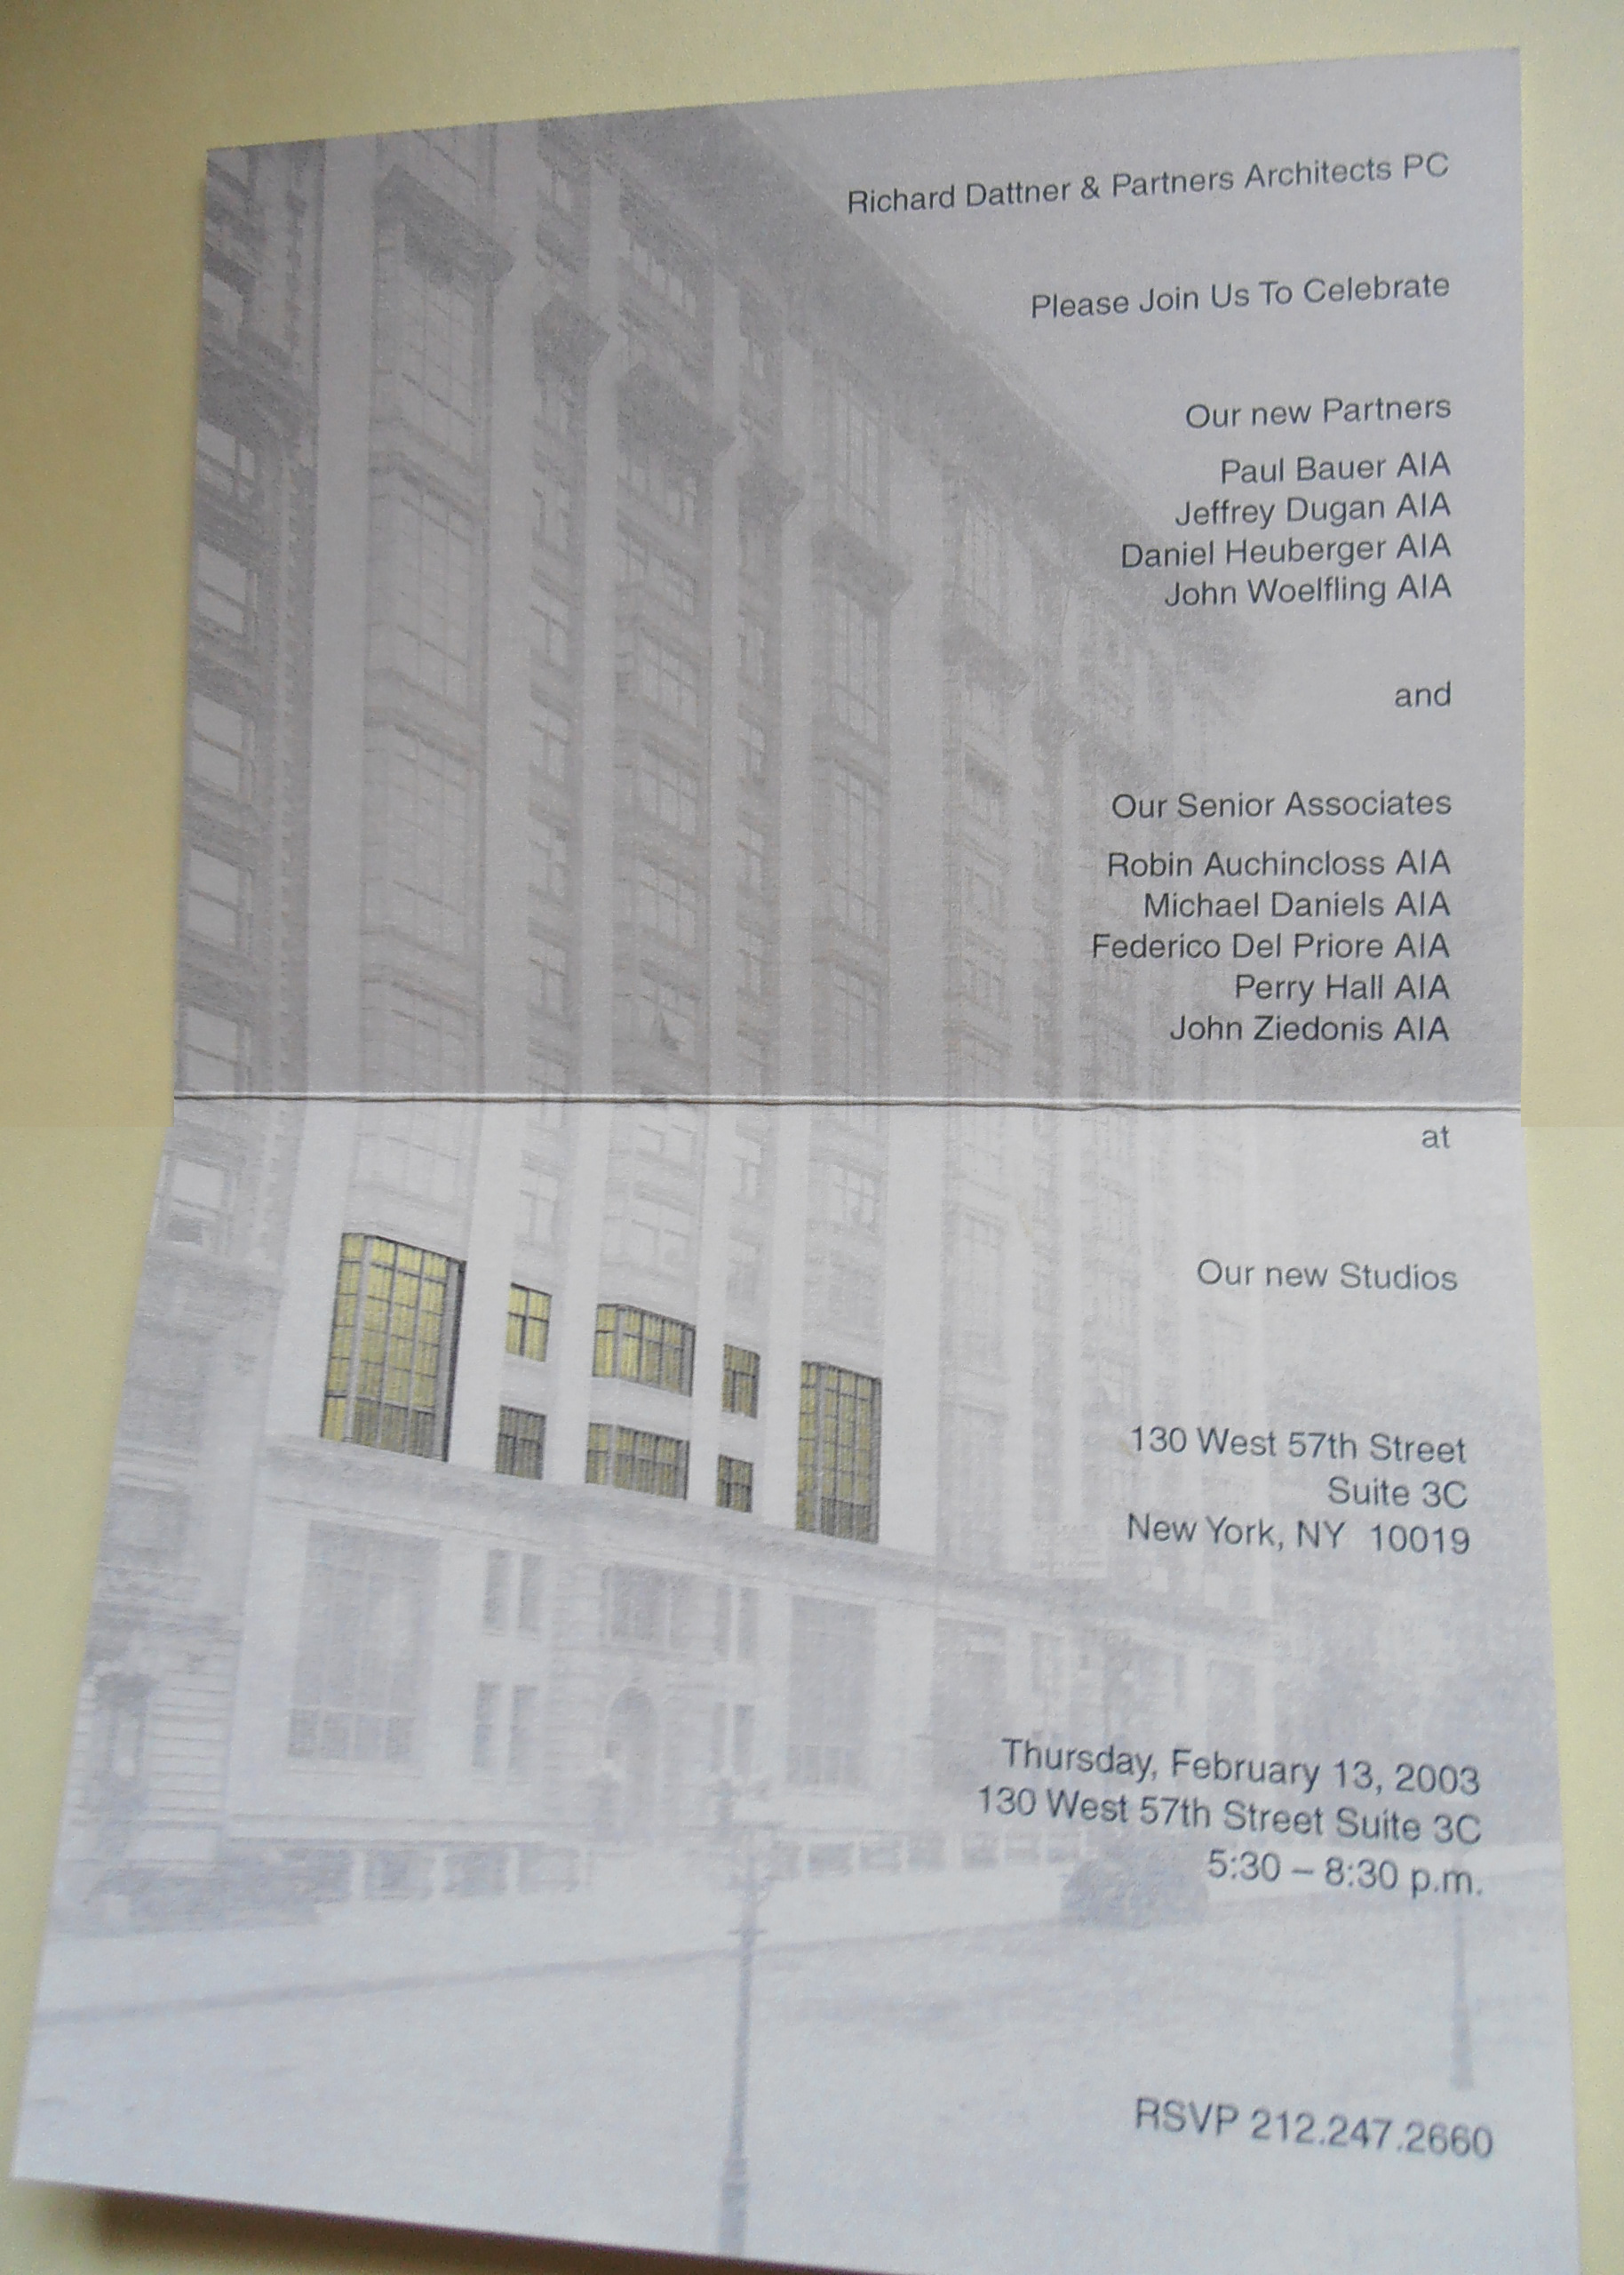 Richard Dattner & Partners Architects PC
Please Join Us To Celebrate
Our new Partners
Paul Bauer AIA
Jeffrey Dugan AIA
Daniel Heuberger AIA
John Woelfling AIA
and
Our Senior Associates
Robin Auchincloss AIA
Michael Daniels AIA
Federico Del Priore AIA
Perry Hall AIA
John Ziedonis AIA
at
Our new Studios
130 West 57th Street
Suite 3C
New York, NY 10019
Thursday, February 13, 2003
130 West 57th Street Suite 3C
5:30 – 8:30 p.m.
RSVP 212.247.2660